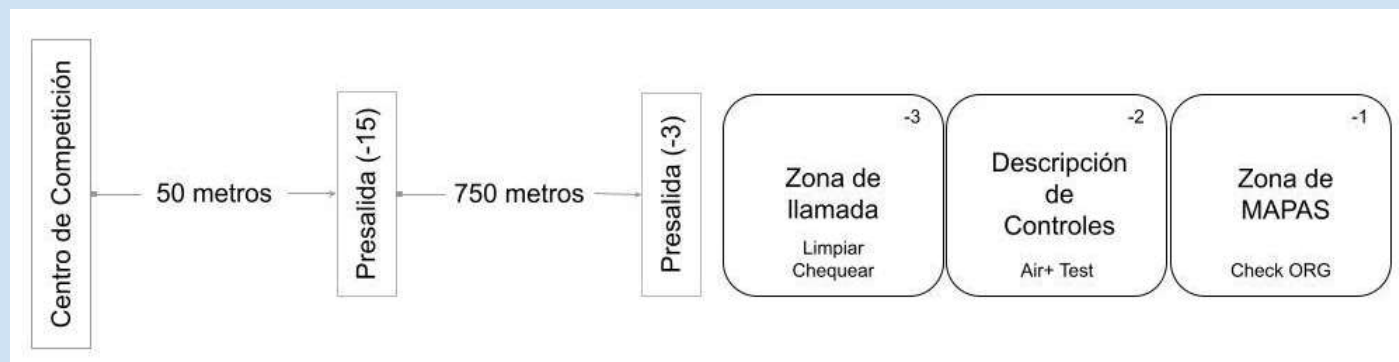 Centro de Competición
50 metros
Presalida (-15)
750 metros
Presalida (-3)
-3
Zona de
llamada
Limpiar
Chequear
-2
Descripción
de
Controles
Air+ Test
-1
Zona de
MAPAS
Check ORG